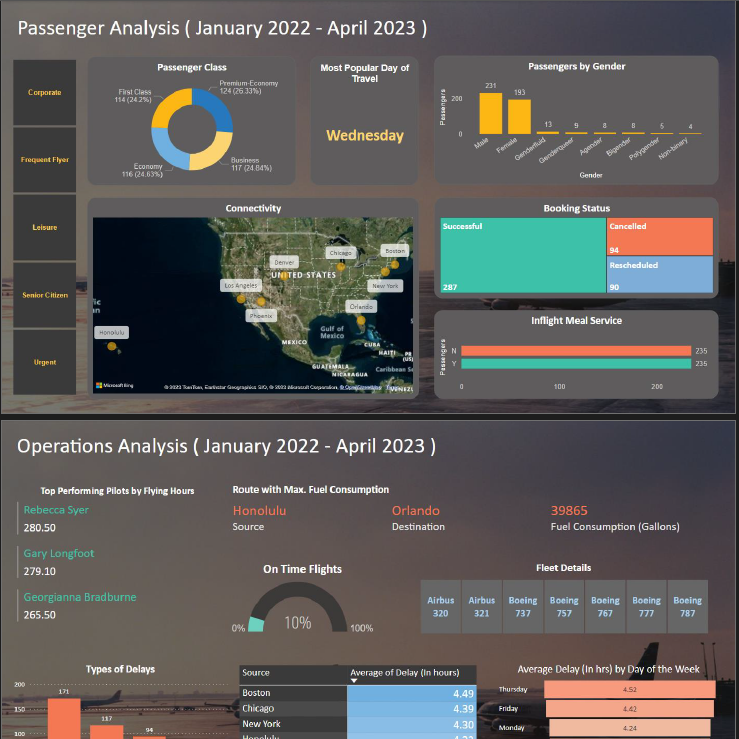 Passenger Analysis ( January 2022 - April 2023 )
Corporate
Frequent Flyer
Leisure
Senior Citizen
Urgent
Passenger Class
First Class
114 (24.2%)
Premium-Economy
124 (26.33%)
Economy
116 (24.63%)
Business
117 (24.84%)
Most Popular Day of
Travel
Wednesday
Passengers by Gender
Passengers
200
0
231
193
13
9
8
8
5
4
Male
Female
Genderfluid
Genderqueer
Agender
Bigender
Polygender
Non-binary
Gender
Connectivity
Chicago
Boston
Denver
UNITED STATES
Los Angeles
New York
Phoenix
Orlando
Honolulu
Gulf of
Mexico
MEXICO
CUBA
HAITI
PR
(US)
GUATEMALA
NICARAGUA
Caribbean S
VENEZ
Microsoft Bing
© 2023 TomTom, Earthstar Geographics SIO, © 2023 Microsoft Corporation, © OpenStreetMap
Booking Status
Successful
287
Cancelled
94
Rescheduled
90
Inflight Meal Service
Passengers
N
235
Y
235
0
100
200
Operations Analysis ( January 2022 - April 2023 )
Top Performing Pilots by Flying Hours
Rebecca Syer
280.50
Gary Longfoot
279.10
Georgianna Bradburne
265.50
Route with Max. Fuel Consumption
Honolulu
Source
Orlando
Destination
39865
Fuel Consumption (Gallons)
On Time Flights
0%
10%
100%
Fleet Details
Airbus
320
Airbus
321
Boeing
737
Boeing
757
Boeing
767
Boeing
777
Boeing
787
Types of Delays
200
150
100
171
117
94
Source Average of Delay (In hours)
Boston 4.49
Chicago 4.39
New York 4.30
Average Delay (In hrs) by Day of the Week
Thursday 4.52
Friday 4.42
Monday 4.24